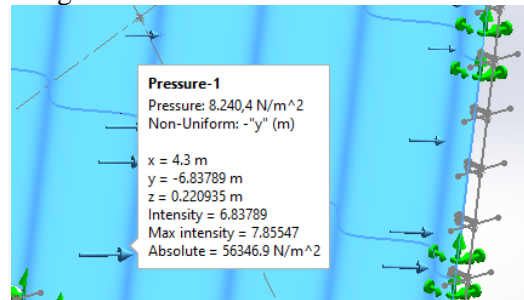 Pressure-1
Pressure: 8.240,4 N/m^2
Non-Uniform: -"y" (m)
x = 4.3 m
y = -6.83789 m
z = 0.220935 m
Intensity = 6.83789
Max intensity = 7.85547
Absolute = 56346.9 N/m^2